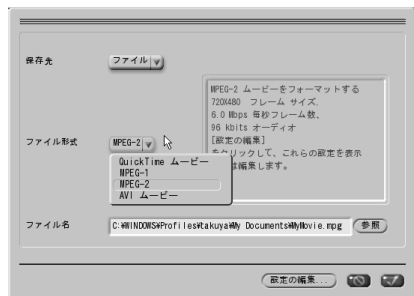 保存先
ファイル
MPEG-2 ムービーをフォーマットする
720X480 フレーム サイズ.
6.0 Mbps 毎秒フレーム数、
96 kbits オーディオ
[設定の編集]
をクリックして、これらの設定を表示
は編集します。
ファイル形式
MPEG-2
QuickTime ムービー
MPEG-1
MPEG-2
AVI ムービー
ファイル名
C:¥WINDOWS¥Profiles¥takuya¥My Documents¥MyMovie.mpg
参照
設定の編集...